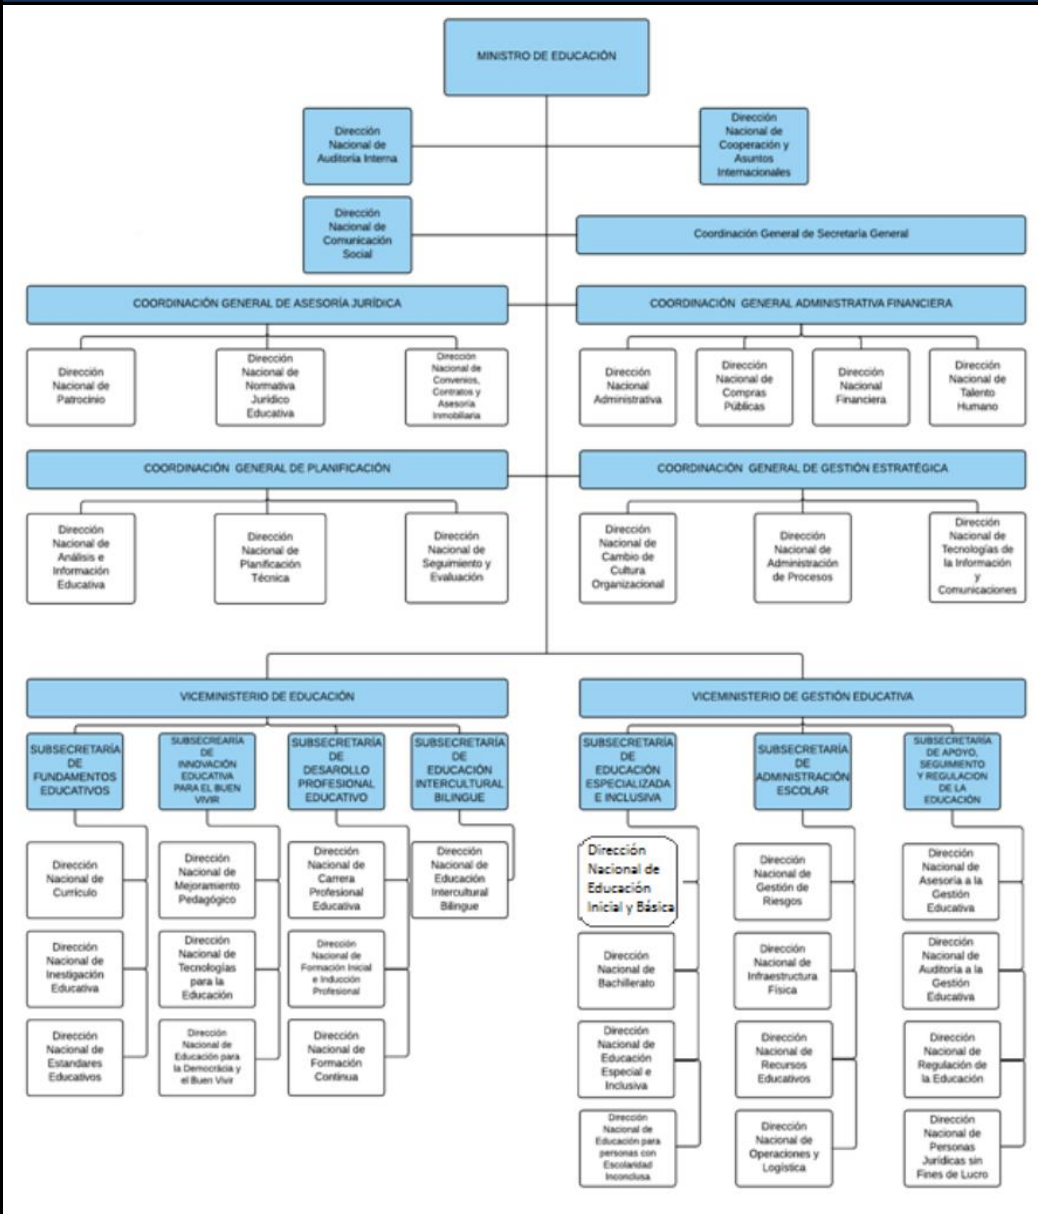 MINISTRO DE EDUCACIÓN
Dirección
Nacional de
Auditoría Interna
Dirección
Nacional de
Cooperación y
Asuntos
Internacionales
Dirección
Nacional de
Comunicación
Social
Coordinación General de Secretaría General
COORDINACIÓN GENERAL DE ASESORÍA JURÍDICA
Dirección
Nacional de
Patrocinio
Dirección
Nacional de
Normativa
Jurídico
Educativa
Dirección
Nacional de
Convenios,
Contratos y
Asesoría
Inmobiliaria
COORDINACIÓN GENERAL ADMINISTRATIVA FINANCIERA
Dirección
Nacional
Administrativa
Dirección
Nacional de
Compras
Públicas
Dirección
Nacional
Financiera
Dirección
Nacional de
Talento
Humano
COORDINACIÓN GENERAL DE PLANIFICACIÓN
Dirección
Nacional de
Análisis e
Información
Educativa
Dirección
Nacional de
Planificación
Técnica
Dirección
Nacional de
Seguimiento y
Evaluación
COORDINACIÓN GENERAL DE GESTIÓN ESTRATÉGICA
Dirección
Nacional de
Cambio de
Cultura
Organizacional
Dirección
Nacional de
Administración
de Procesos
Dirección
Nacional de
Tecnologías de
la Información
y
Comunicaciones
VICEMINISTERIO DE EDUCACIÓN
SUBSECRETARÍA
DE
FUNDAMENTOS
EDUCATIVOS
Dirección
Nacional de
Currículo
Dirección
Nacional de
Inestigación
Educativa
Dirección
Nacional de
Estandares
Educativos
SUBSECREARÍA
DE
INNOVACIÓN
EDUCATIVA
PARA EL BUEN
VIVIR
Dirección
Nacional de
Mejoramiento
Pedagógico
Dirección
Nacional de
Tecnologías
para la
Educación
Dirección
Nacional de
Educación para
la Democrácia y
el Buen Vivir
SUBSECRETARÍA
DE
DESAROLLO
PROFESIONAL
EDUCATIVO
Dirección
Nacional de
Carrera
Profesional
Educativa
Dirección
Nacional de
Formación Inicial
e Inducción
Profesional
Dirección
Nacional de
Formación
Continua
SUBSECRETARÍA
DE
EDUCACIÓN
INTERCULTURAL
BILINGUE
Dirección
Nacional de
Educación
Intercultural
Bilingue
VICEMINISTERIO DE GESTIÓN EDUCATIVA
SUBSECRETARÍA
DE
EDUCACIÓN
ESPECIALIZADA
E INCLUSIVA
Dirección
Nacional de
Educación
Inicial y Básica
Dirección
Nacional de
Bachillerato
Dirección
Nacional de
Educación
Especial e
Inclusiva
Dirección
Nacional de
Educación para
personas con
Escolaridad
Inconclusa
SUBSECRETARÍA
DE
ADMINISTRACIÓN
ESCOLAR
Dirección
Nacional de
Gestión de
Riesgos
Dirección
Nacional de
Infraestructura
Física
Dirección
Nacional de
Recursos
Educativos
Dirección
Nacional de
Operaciones y
Logística
SUBSECRETARÍA
DE APOYO,
SEGUIMIENTO
Y REGULACION
DE LA
EDUCACIÓN
Dirección
Nacional de
Asesoría a la
Gestión
Educativa
Dirección
Nacional de
Auditoría a la
Gestión
Educativa
Dirección
Nacional de
Regulación de
la Educación
Dirección
Nacional de
Personas
Jurídicas sin
Fines de Lucro